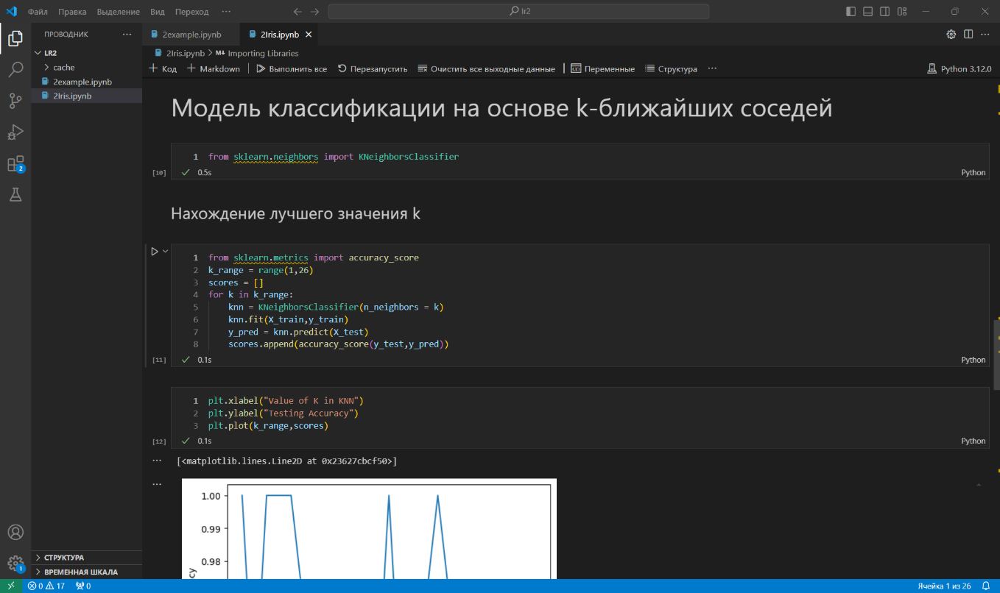 Файл Правка Выделение Вид Переход ··· lr2
ПРОВОДНИК ···
2example.ipynb 2Iris.ipynb
LR2
cache
2example.ipynb
2Iris.ipynb
2Iris.ipynb > M↓ Importing Libraries
+ Код + Markdown Выполнить все Перезапустить Очистить все выходные данные Переменные Структура ··· Python 3.12.0
Модель классификации на основе k-ближайших соседей
1 from sklearn.neighbors import KNeighborsClassifier
[10] ✓ 0.5s Python
Нахождение лучшего значения k
1 from sklearn.metrics import accuracy_score
2 k_range = range(1,26)
3 scores = []
4 for k in k_range:
5 knn = KNeighborsClassifier(n_neighbors = k)
6 knn.fit(X_train,y_train)
7 y_pred = knn.predict(X_test)
8 scores.append(accuracy_score(y_test,y_pred))
[11] ✓ 0.1s Python
1 plt.xlabel("Value of K in KNN")
2 plt.ylabel("Testing Accuracy")
3 plt.plot(k_range,scores)
[12] ✓ 0.1s Python
[<matplotlib.lines.Line2D at 0x23627cbcf50>]
1.00
0.99
0.98
cy
2
1
СТРУКТУРА
ВРЕМЕННАЯ ШКАЛА
0 17 0 Ячейка 1 из 26